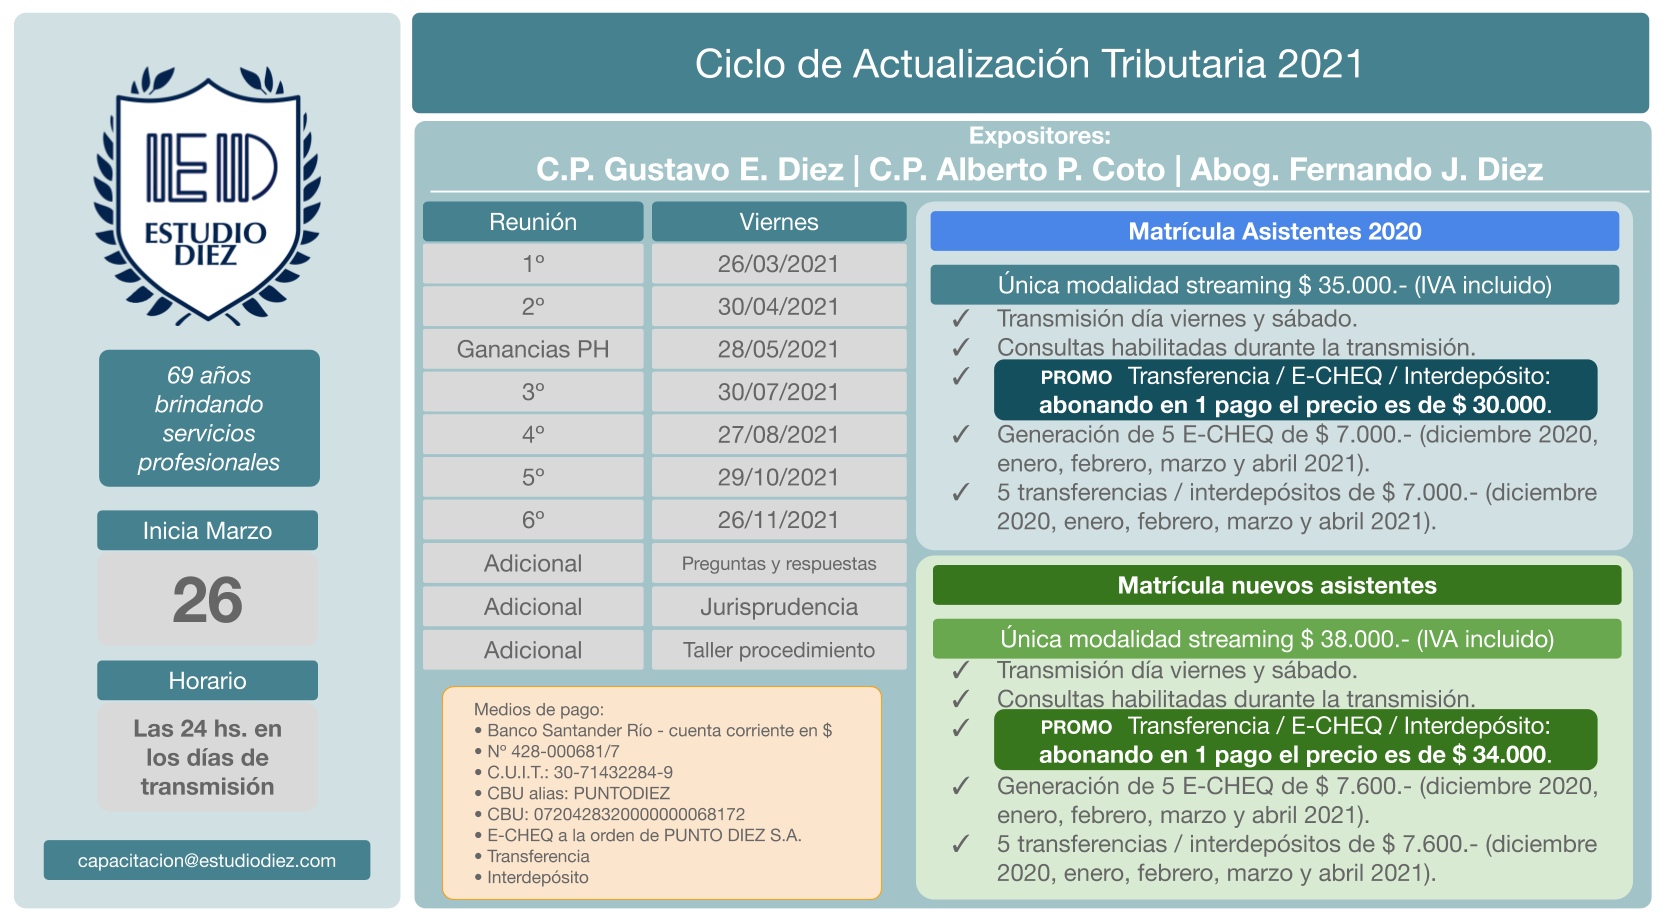 ED
ESTUDIO
DIEZ
69 años
brindando
servicios
profesionales
Inicia Marzo
26
Horario
Las 24 hs. en
los días de
transmisión
capacitacion@estudiodiez.com
Ciclo de Actualización Tributaria 2021
Expositores:
C.P. Gustavo E. Diez | C.P. Alberto P. Coto | Abog. Fernando J. Diez
Reunión Viernes
1º 26/03/2021
2º 30/04/2021
Ganancias PH 28/05/2021
3º 30/07/2021
4º 27/08/2021
5º 29/10/2021
6º 26/11/2021
Adicional Preguntas y respuestas
Adicional Jurisprudencia
Adicional Taller procedimiento
Medios de pago:
• Banco Santander Río - cuenta corriente en $
• Nº 428-000681/7
• C.U.I.T.: 30-71432284-9
• CBU alias: PUNTODIEZ
• CBU: 0720428320000000068172
• E-CHEQ a la orden de PUNTO DIEZ S.A.
• Transferencia
• Interdepósito
Matrícula Asistentes 2020
Única modalidad streaming $ 35.000.- (IVA incluido)
✓ Transmisión día viernes y sábado.
✓ Consultas habilitadas durante la transmisión.
✓ PROMO Transferencia / E-CHEQ / Interdepósito:
abonando en 1 pago el precio es de $ 30.000.
✓ Generación de 5 E-CHEQ de $ 7.000.- (diciembre 2020,
enero, febrero, marzo y abril 2021).
✓ 5 transferencias / interdepósitos de $ 7.000.- (diciembre
2020, enero, febrero, marzo y abril 2021).
Matrícula nuevos asistentes
Única modalidad streaming $ 38.000.- (IVA incluido)
✓ Transmisión día viernes y sábado.
✓ Consultas habilitadas durante la transmisión.
✓ PROMO Transferencia / E-CHEQ / Interdepósito:
abonando en 1 pago el precio es de $ 34.000.
✓ Generación de 5 E-CHEQ de $ 7.600.- (diciembre 2020,
enero, febrero, marzo y abril 2021).
✓ 5 transferencias / interdepósitos de $ 7.600.- (diciembre
2020, enero, febrero, marzo y abril 2021).